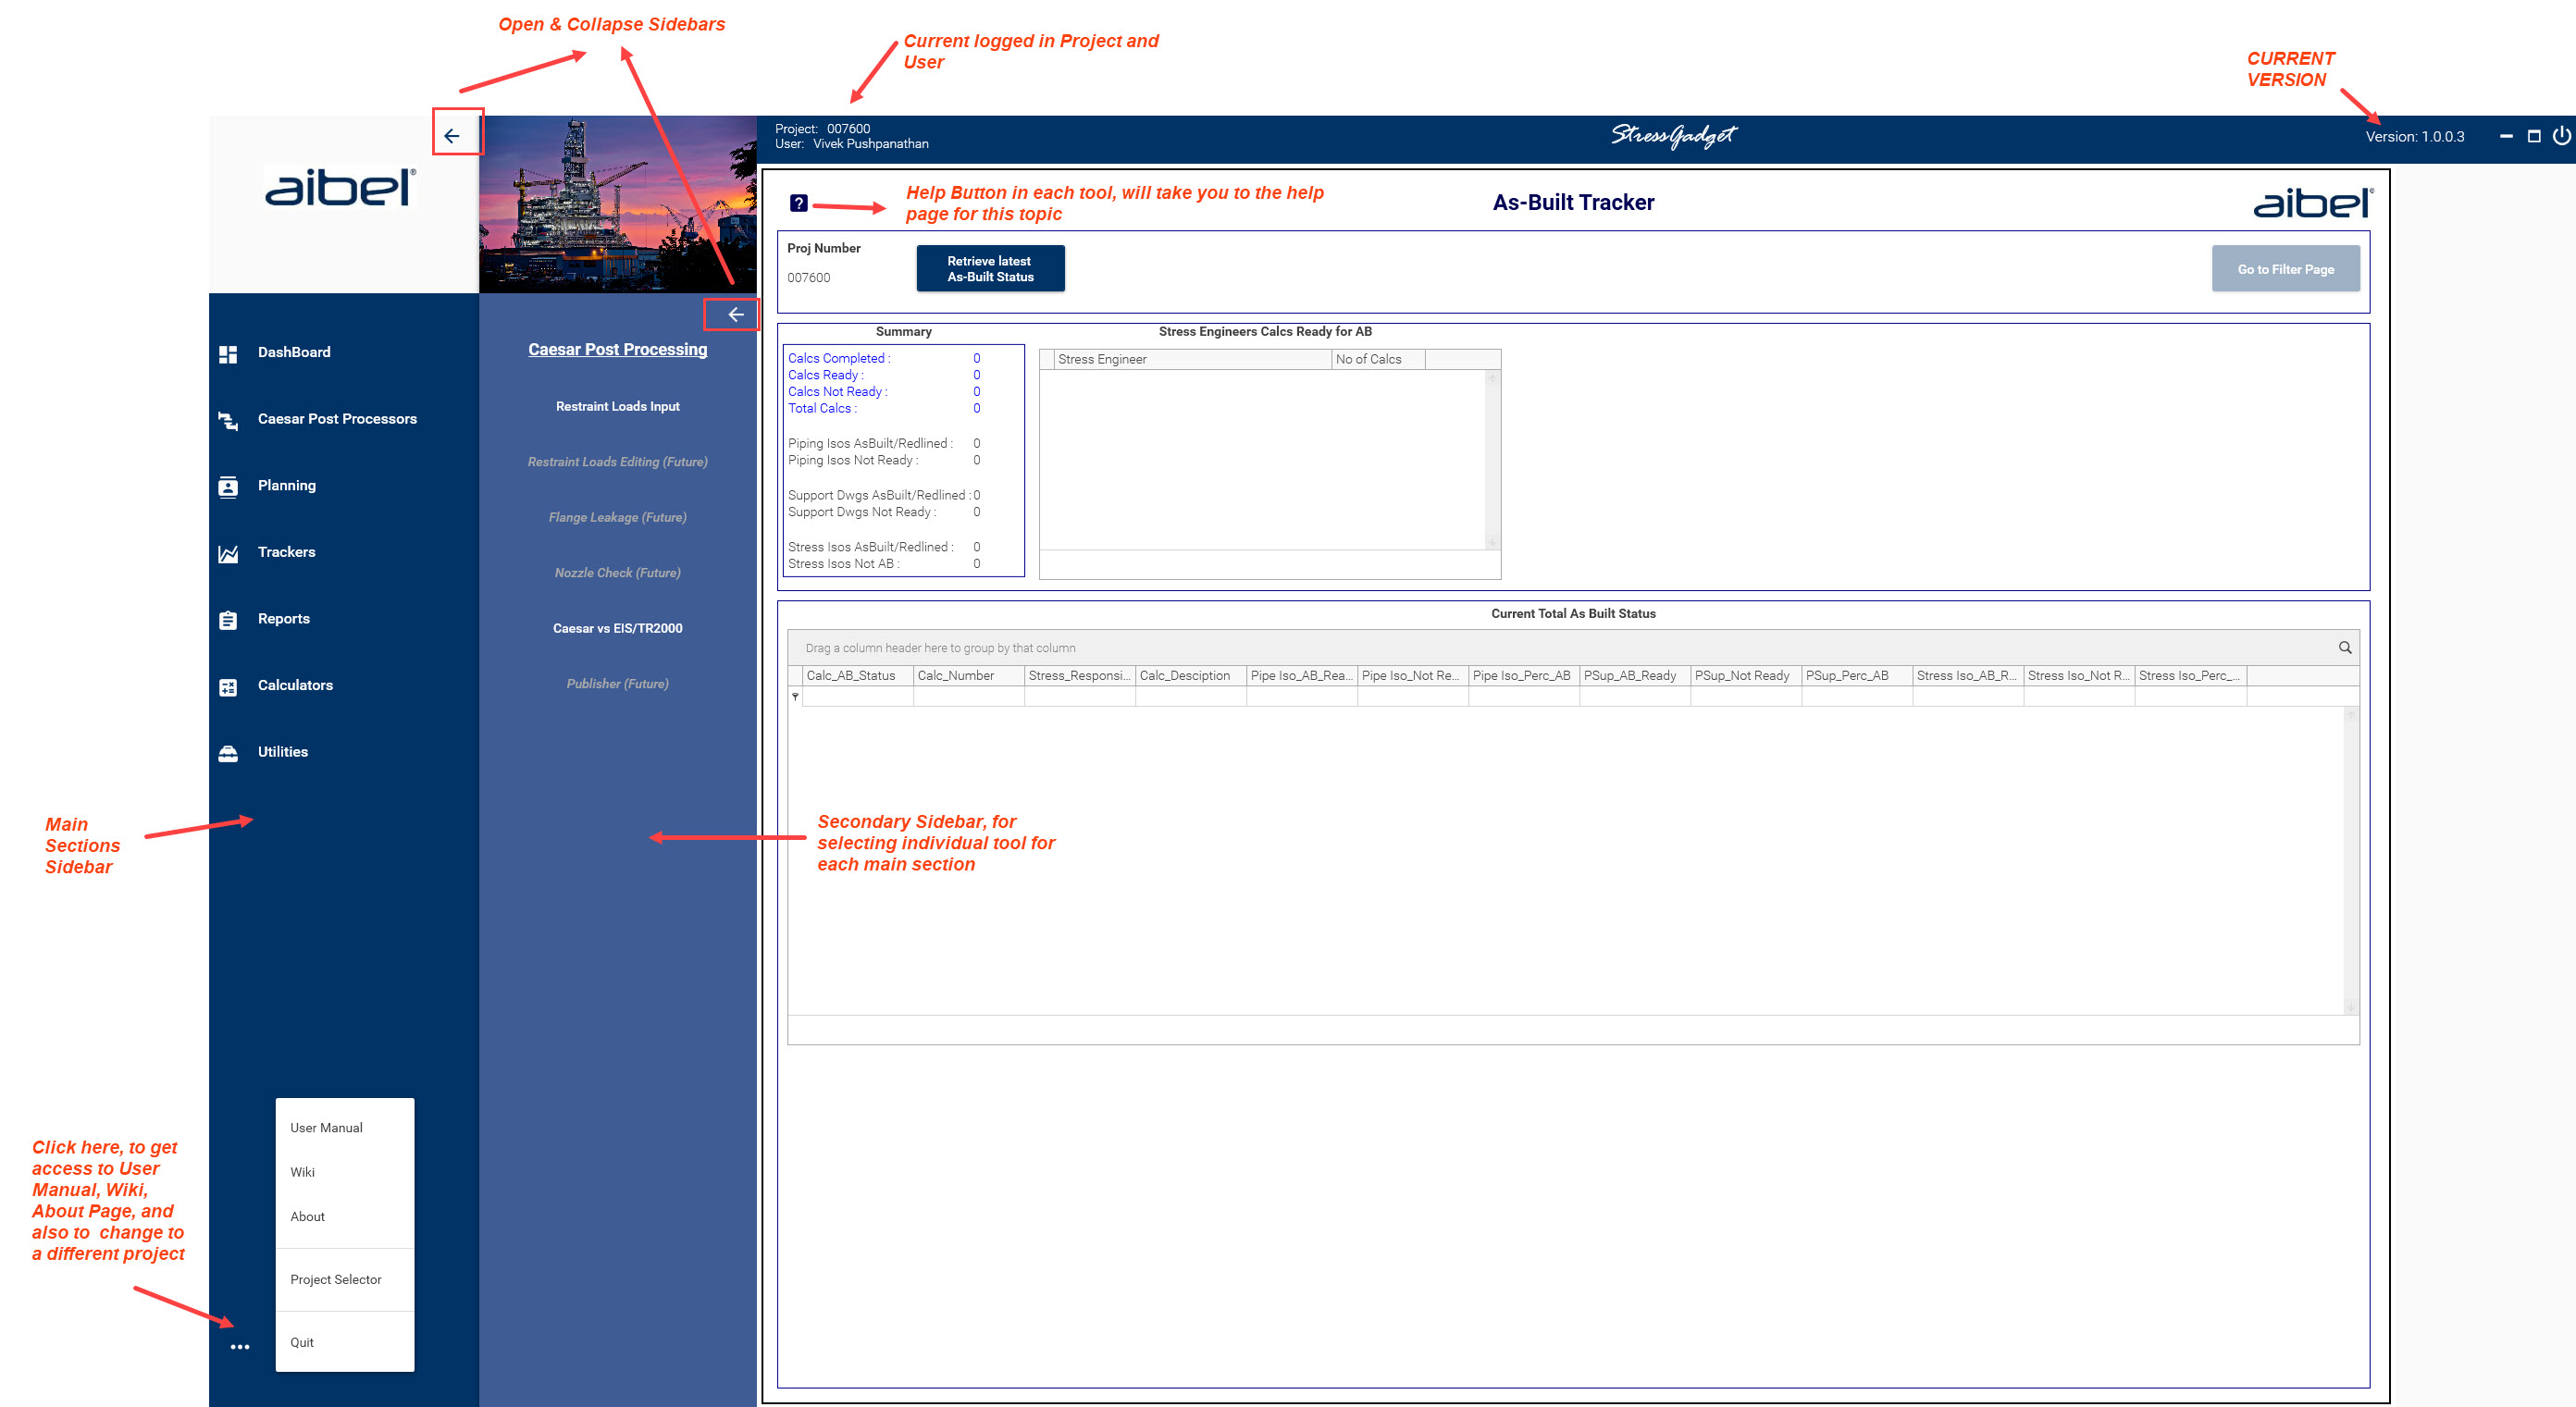 Open & Collapse Sidebars
Current logged in Project and
User
CURRENT
VERSION
Project: 007600
User: Vivek Pushpanathan
StressGadget
Version: 1.0.0.3
aibel®
Help Button in each tool, will take you to the help
page for this topic
As-Built Tracker
aibel®
Proj Number
007600
Retrieve latest
As-Built Status
Go to Filter Page
DashBoard
Caesar Post Processors
Planning
Trackers
Reports
Calculators
Utilities
Caesar Post Processing
Restraint Loads Input
Restraint Loads Editing (Future)
Flange Leakage (Future)
Nozzle Check (Future)
Caesar vs EIS/TR2000
Publisher (Future)
Summary
Calcs Completed : 0
Calcs Ready : 0
Calcs Not Ready : 0
Total Calcs : 0
Piping Isos AsBuilt/Redlined : 0
Piping Isos Not Ready : 0
Support Dwgs AsBuilt/Redlined : 0
Support Dwgs Not Ready : 0
Stress Isos AsBuilt/Redlined : 0
Stress Isos Not AB : 0
Stress Engineers Calcs Ready for AB
Stress Engineer No of Calcs
Current Total As Built Status
Drag a column header here to group by that column
Calc_AB_Status Calc_Number Stress_Responsi... Calc_Desciption Pipe Iso_AB_Rea... Pipe Iso_Not Re... Pipe Iso_Perc_AB PSup_AB_Ready PSup_Not Ready PSup_Perc_AB Stress Iso_AB_R... Stress Iso_Not R... Stress Iso_Perc_...
Main
Sections
Sidebar
Secondary Sidebar, for
selecting individual tool for
each main section
Click here, to get
access to User
Manual, Wiki,
About Page, and
also to change to
a different project
User Manual
Wiki
About
Project Selector
Quit